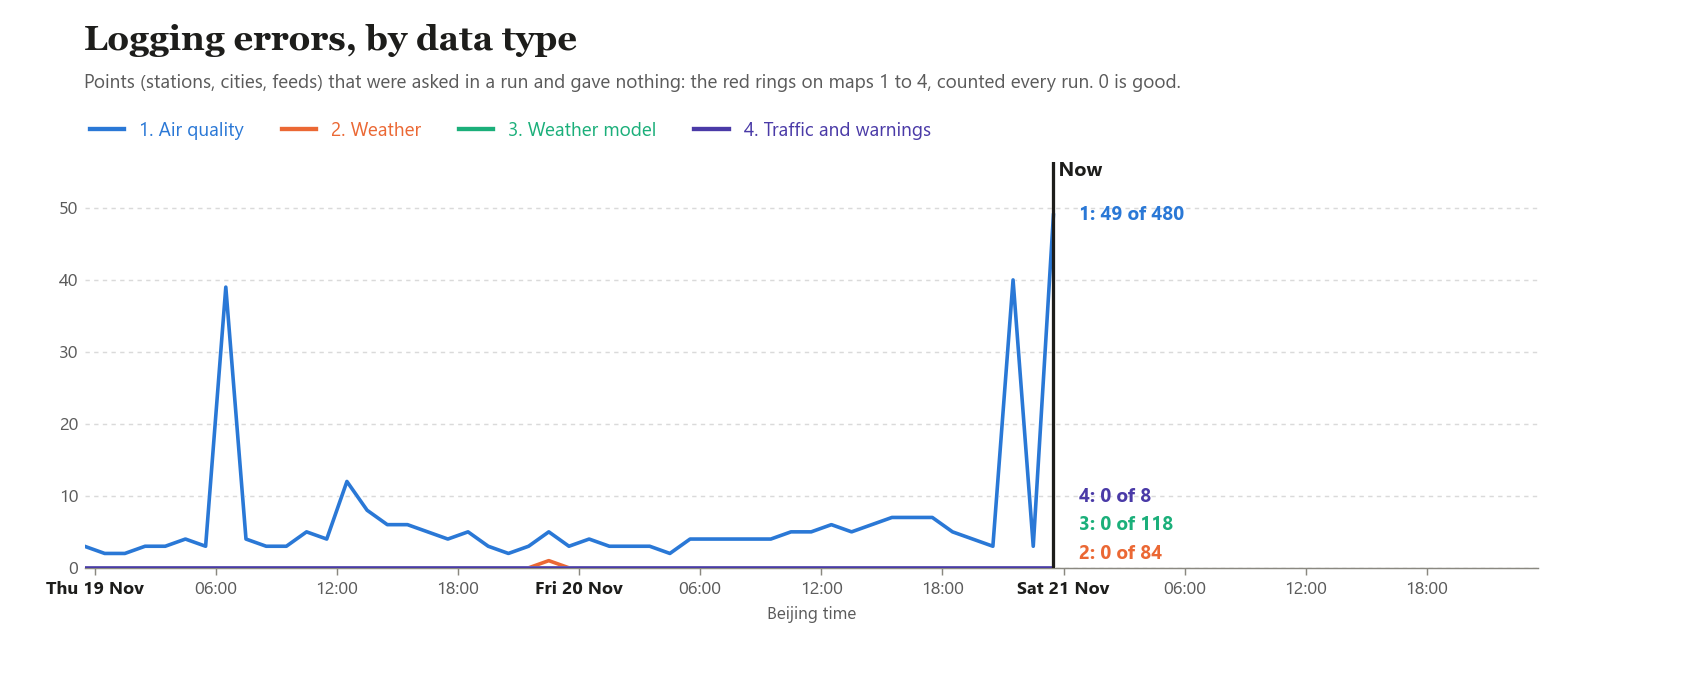 Logging errors, by data type
Points (stations, cities, feeds) that were asked in a run and gave nothing: the red rings on maps 1 to 4, counted every run. 0 is good.
1. Air quality 2. Weather 3. Weather model 4. Traffic and warnings
Now
50
1: 49 of 480
40
30
20
10
4: 0 of 8
3: 0 of 118
2: 0 of 84
0
Thu 19 Nov 06:00 12:00 18:00 Fri 20 Nov 06:00 12:00 18:00 Sat 21 Nov 06:00 12:00 18:00
Beijing time